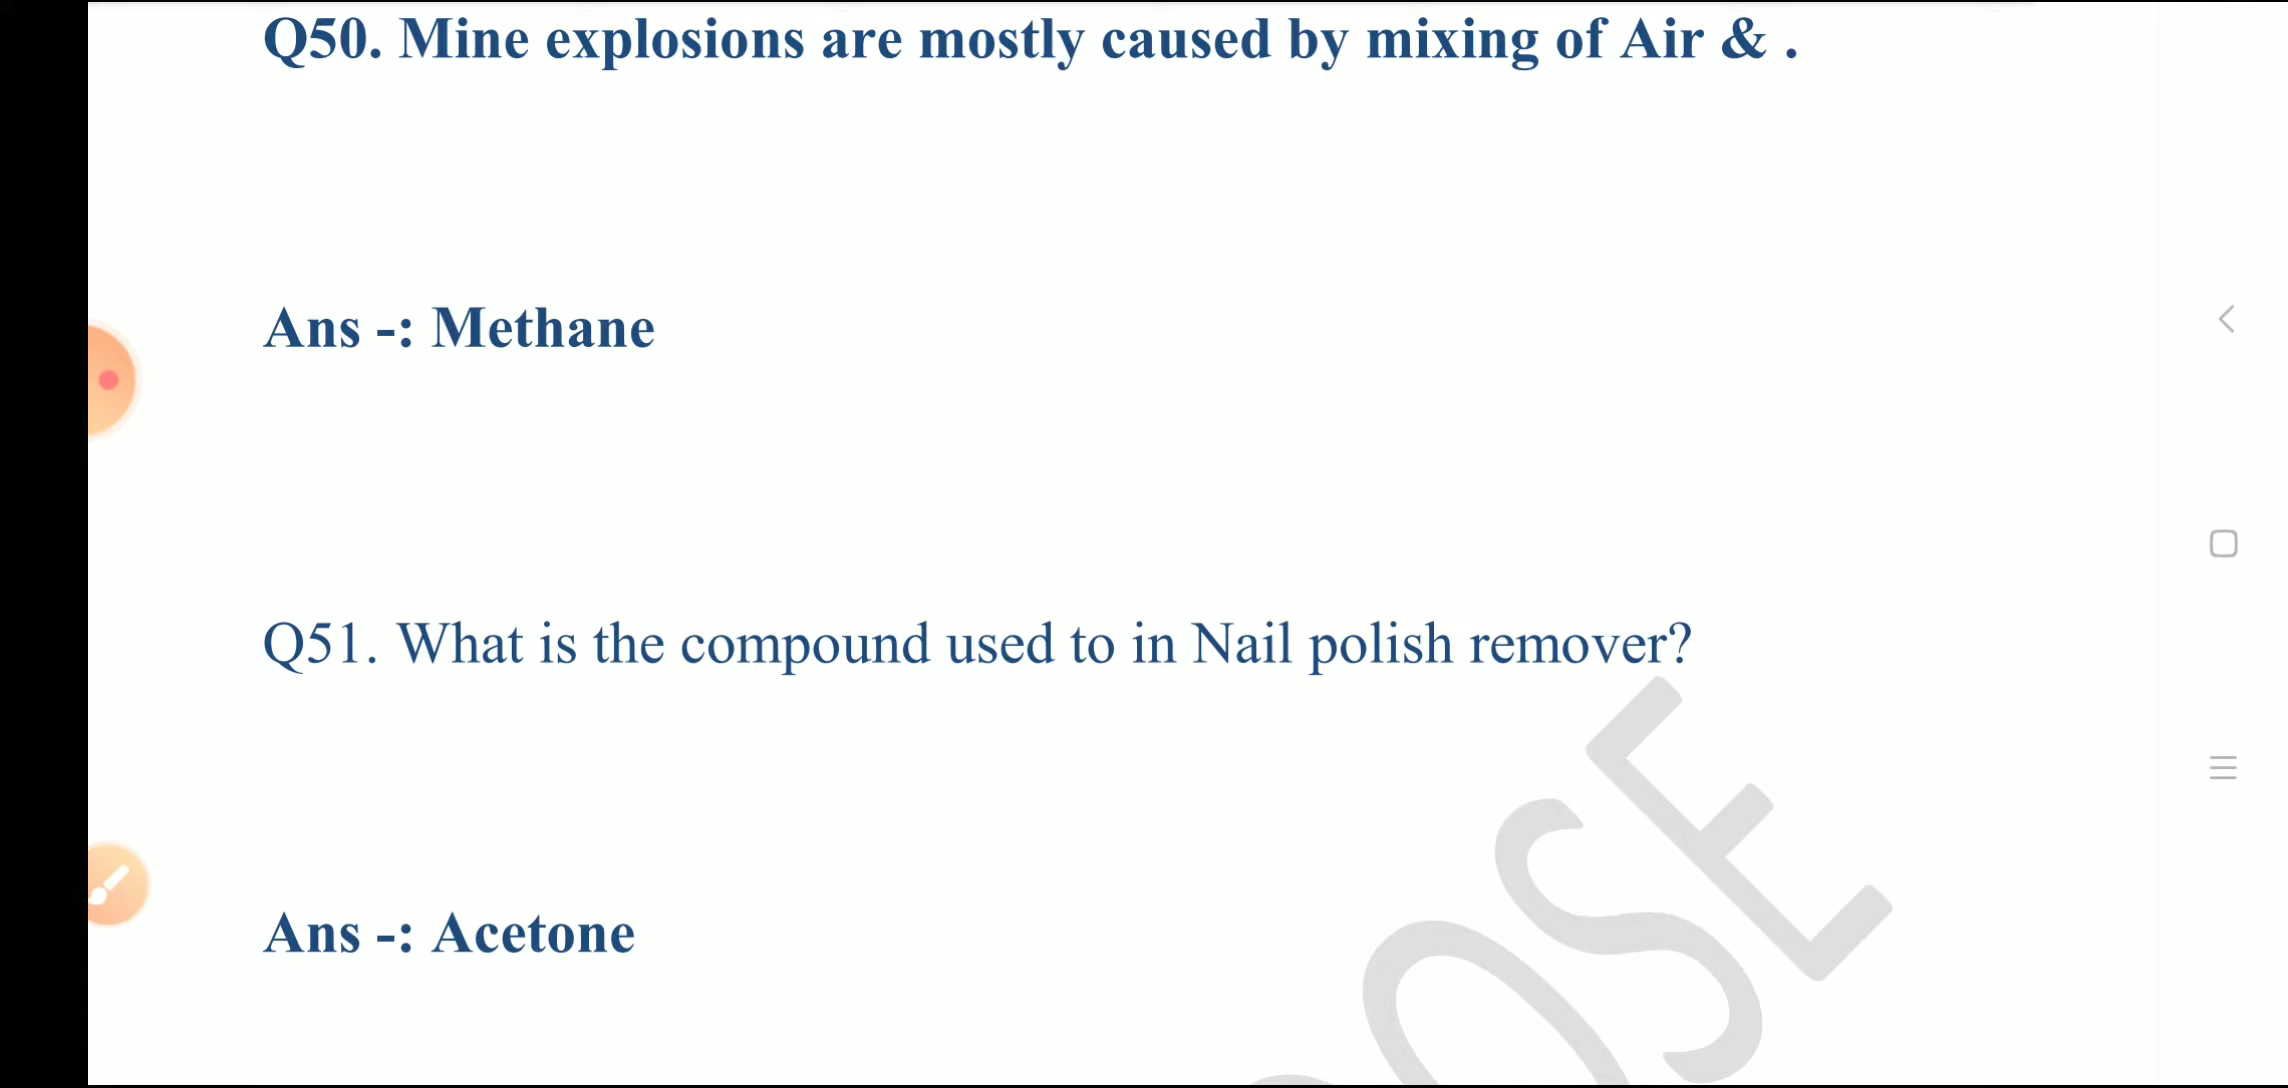 Q50. Mine explosions are mostly caused by mixing of Air & .
Ans -: Methane
Q51. What is the compound used to in Nail polish remover?
Ans -: Acetone
OSE